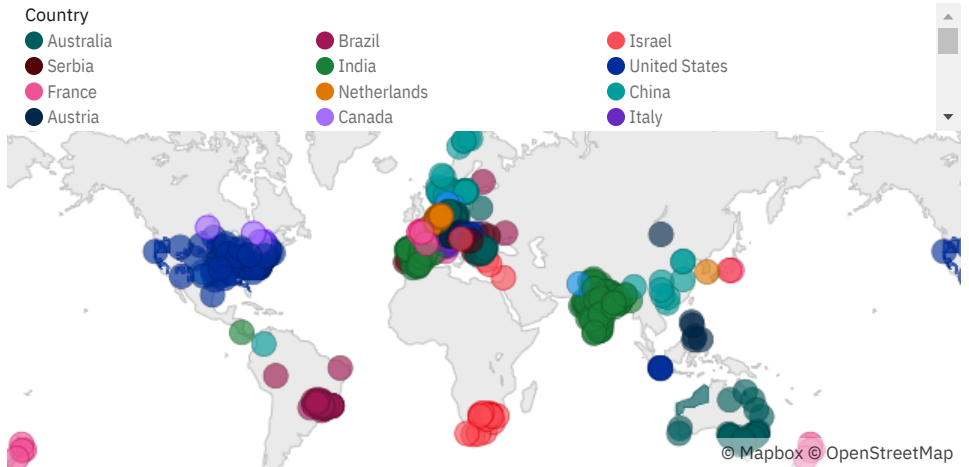 Country
Australia Brazil Israel
Serbia India United States
France Netherlands China
Austria Canada Italy
© Mapbox © OpenStreetMap